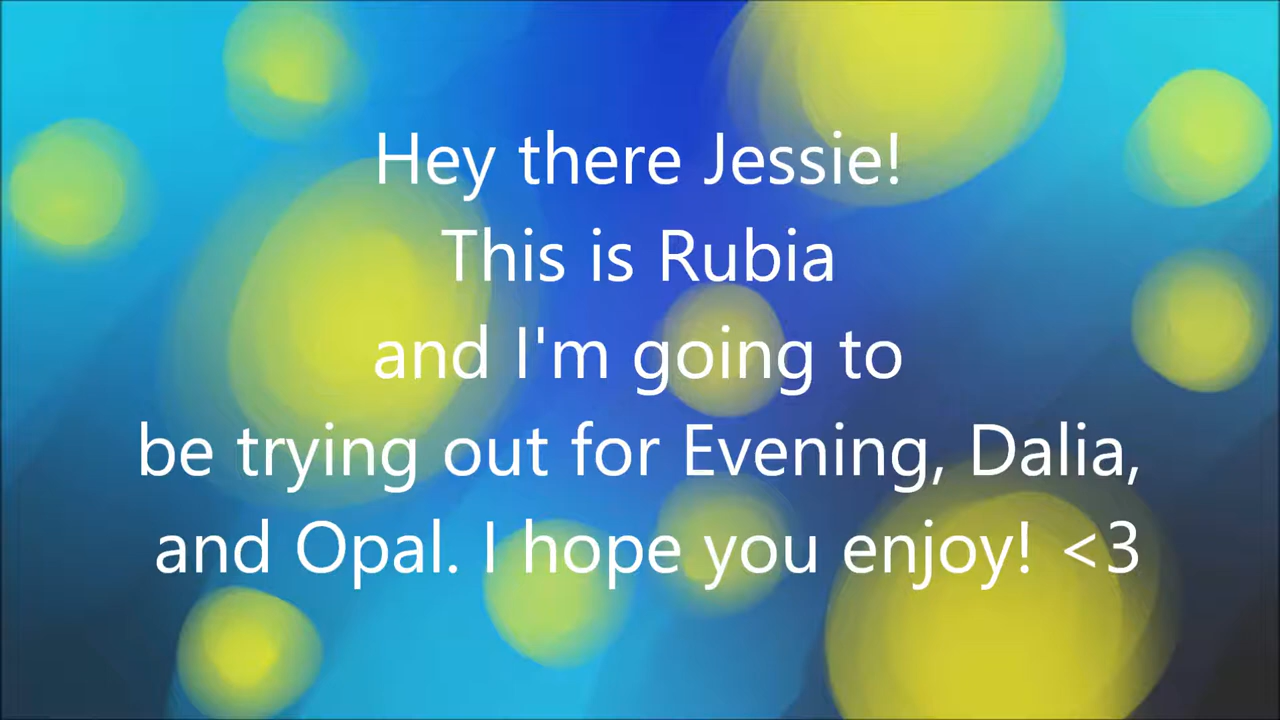 Hey there Jessie!
This is Rubia
and I'm going to
be trying out for Evening, Dalia,
and Opal. I hope you enjoy! <3